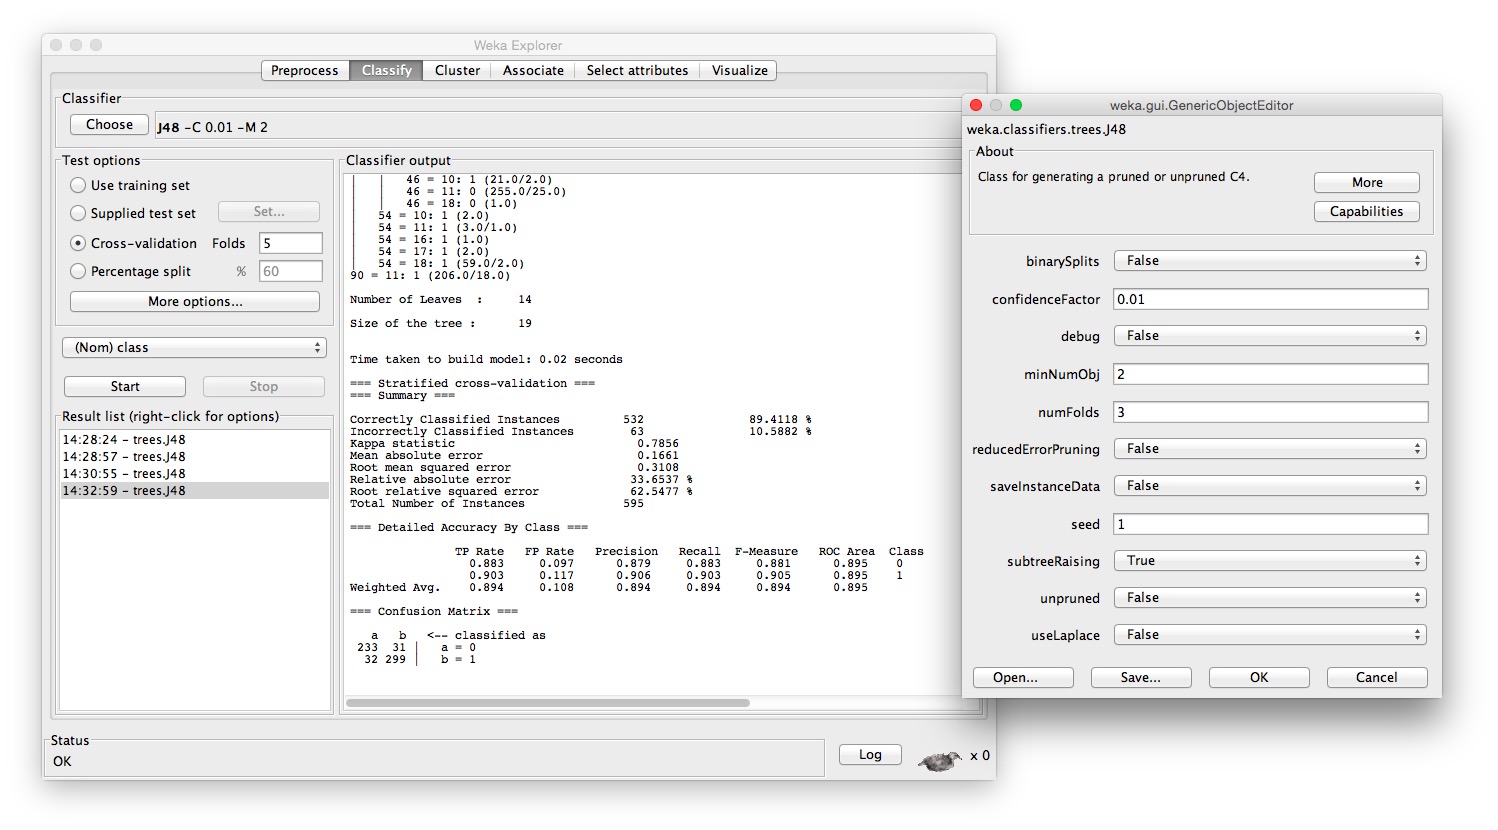 Weka Explorer
Preprocess Classify Cluster Associate Select attributes Visualize
Classifier
Choose J48 -C 0.01 -M 2
Test options
Use training set
Supplied test set Set...
Cross-validation Folds 5
Percentage split % 60
More options...
(Nom) class
Start Stop
Result list (right-click for options)
14:28:24 - trees.J48
14:28:57 - trees.J48
14:30:55 - trees.J48
14:32:59 - trees.J48
Classifier output
| | 46 = 10: 1 (21.0/2.0)
| | 46 = 11: 0 (255.0/25.0)
| | 46 = 18: 0 (1.0)
| 54 = 10: 1 (2.0)
| 54 = 11: 1 (3.0/1.0)
| 54 = 16: 1 (1.0)
| 54 = 17: 1 (2.0)
| 54 = 18: 1 (59.0/2.0)
90 = 11: 1 (206.0/18.0)
Number of Leaves : 14
Size of the tree : 19
Time taken to build model: 0.02 seconds
=== Stratified cross-validation ===
=== Summary ===
Correctly Classified Instances 532 89.4118 %
Incorrectly Classified Instances 63 10.5882 %
Kappa statistic 0.7856
Mean absolute error 0.1661
Root mean squared error 0.3108
Relative absolute error 33.6537 %
Root relative squared error 62.5477 %
Total Number of Instances 595
=== Detailed Accuracy By Class ===
TP Rate FP Rate Precision Recall F-Measure ROC Area Class
0.883 0.097 0.879 0.883 0.881 0.895 0
0.903 0.117 0.906 0.903 0.905 0.895 1
Weighted Avg. 0.894 0.108 0.894 0.894 0.894 0.895
=== Confusion Matrix ===
a b <-- classified as
233 31 | a = 0
32 299 | b = 1
Status
OK
Log x 0
weka.gui.GenericObjectEditor
weka.classifiers.trees.J48
About
Class for generating a pruned or unpruned C4.
More
Capabilities
binarySplits False
confidenceFactor 0.01
debug False
minNumObj 2
numFolds 3
reducedErrorPruning False
saveInstanceData False
seed 1
subtreeRaising True
unpruned False
useLaplace False
Open... Save... OK Cancel